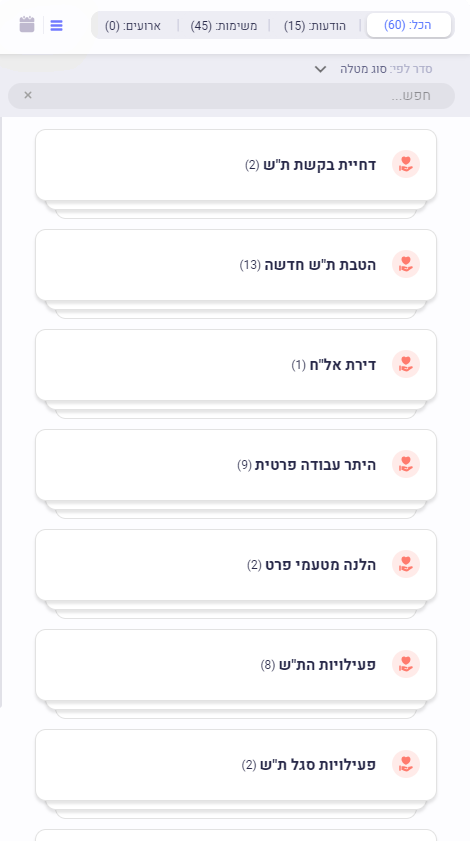 הכל: (60) הודעות: (15) משימות: (45) ארועים: (0)
סדר לפי: סוג מטלה
חפש...
דחיית בקשת ת"ש (2)
הטבת ת"ש חדשה (13)
דירת אל"ח (1)
היתר עבודה פרטית (9)
הלנה מטעמי פרט (2)
פעילויות הת"ש (8)
פעילויות סגל ת"ש (2)